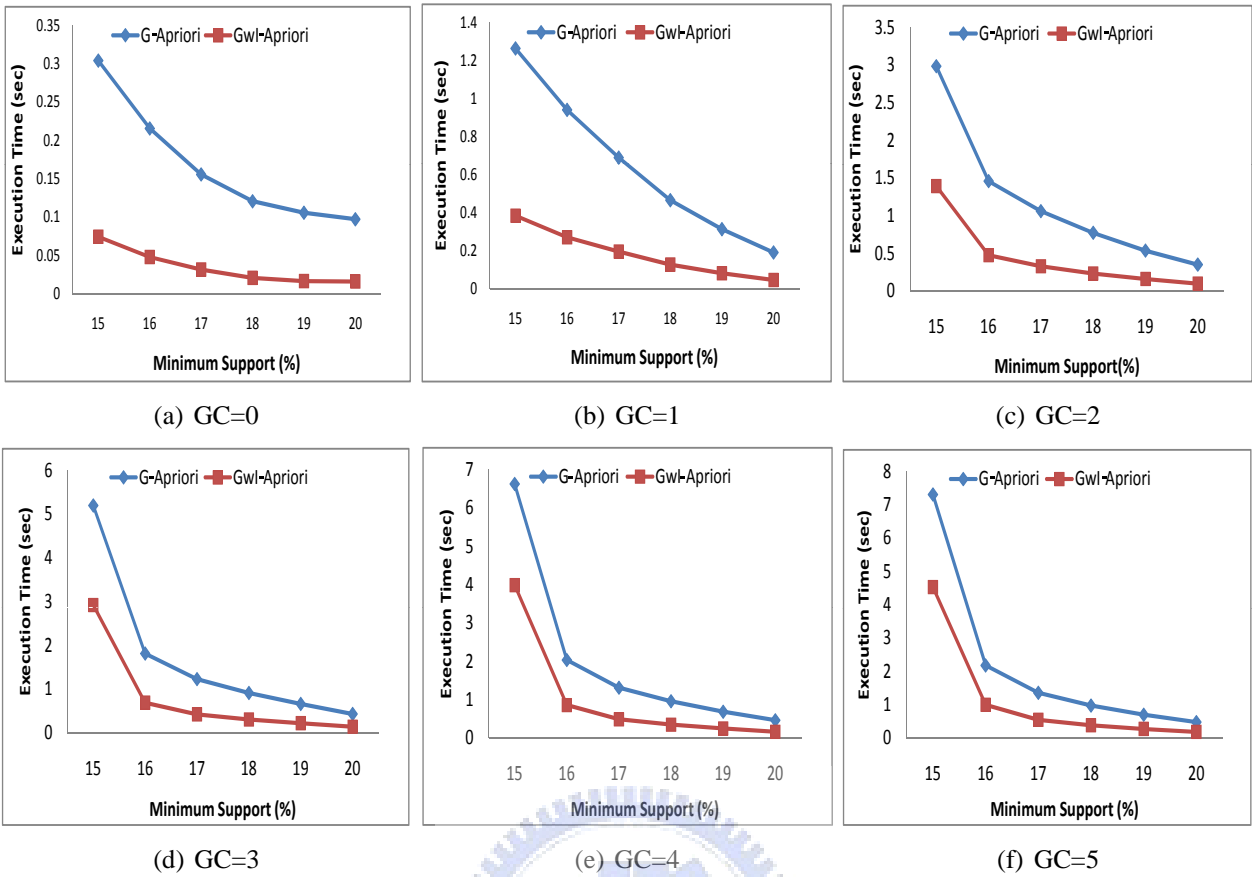 G-Apriori Gwl-Apriori
Execution Time (sec)
0.35
0.3
0.25
0.2
0.15
0.1
0.05
0
15 16 17 18 19 20
Minimum Support (%)
(a) GC=0
G-Apriori Gwl-Apriori
Execution Time (sec)
1.4
1.2
1
0.8
0.6
0.4
0.2
0
15 16 17 18 19 20
Minimum Support (%)
(b) GC=1
G-Apriori Gwl-Apriori
Execution Time (sec)
3.5
3
2.5
2
1.5
1
0.5
0
15 16 17 18 19 20
Minimum Support(%)
(c) GC=2
G-Apriori Gwl-Apriori
Execution Time (sec)
6
5
4
3
2
1
0
15 16 17 18 19 20
Minimum Support (%)
(d) GC=3
G-Apriori Gwl-Apriori
Execution Time (sec)
7
6
5
4
3
2
1
0
15 16 17 18 19 20
Minimum Support (%)
(e) GC=4
G-Apriori Gwl-Apriori
Execution Time (sec)
8
7
6
5
4
3
2
1
0
15 16 17 18 19 20
Minimum Support (%)
(f) GC=5